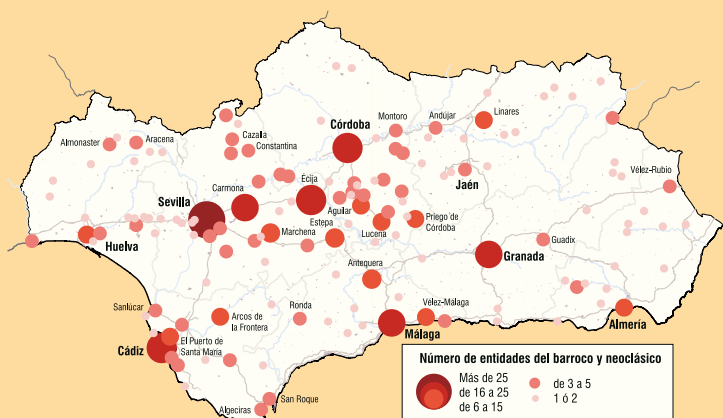 Córdoba
Montoro
Andújar
Linares
Almonaster
Aracena
Cazalla
Constantina
Jaén
Vélez-Rubio
Carmona
Écija
Sevilla
Aguilar
Estepa
Marchena
Lucena
Priego de
Córdoba
Huelva
Granada
Guadix
Antequera
Sanlúcar
Arcos de
la Frontera
Ronda
Vélez-Málaga
Almería
Málaga
Cádiz
El Puerto de
Santa María
San Roque
Algeciras
Número de entidades del barroco y neoclásico
Más de 25
de 16 a 25
de 6 a 15
de 3 a 5
1 ó 2